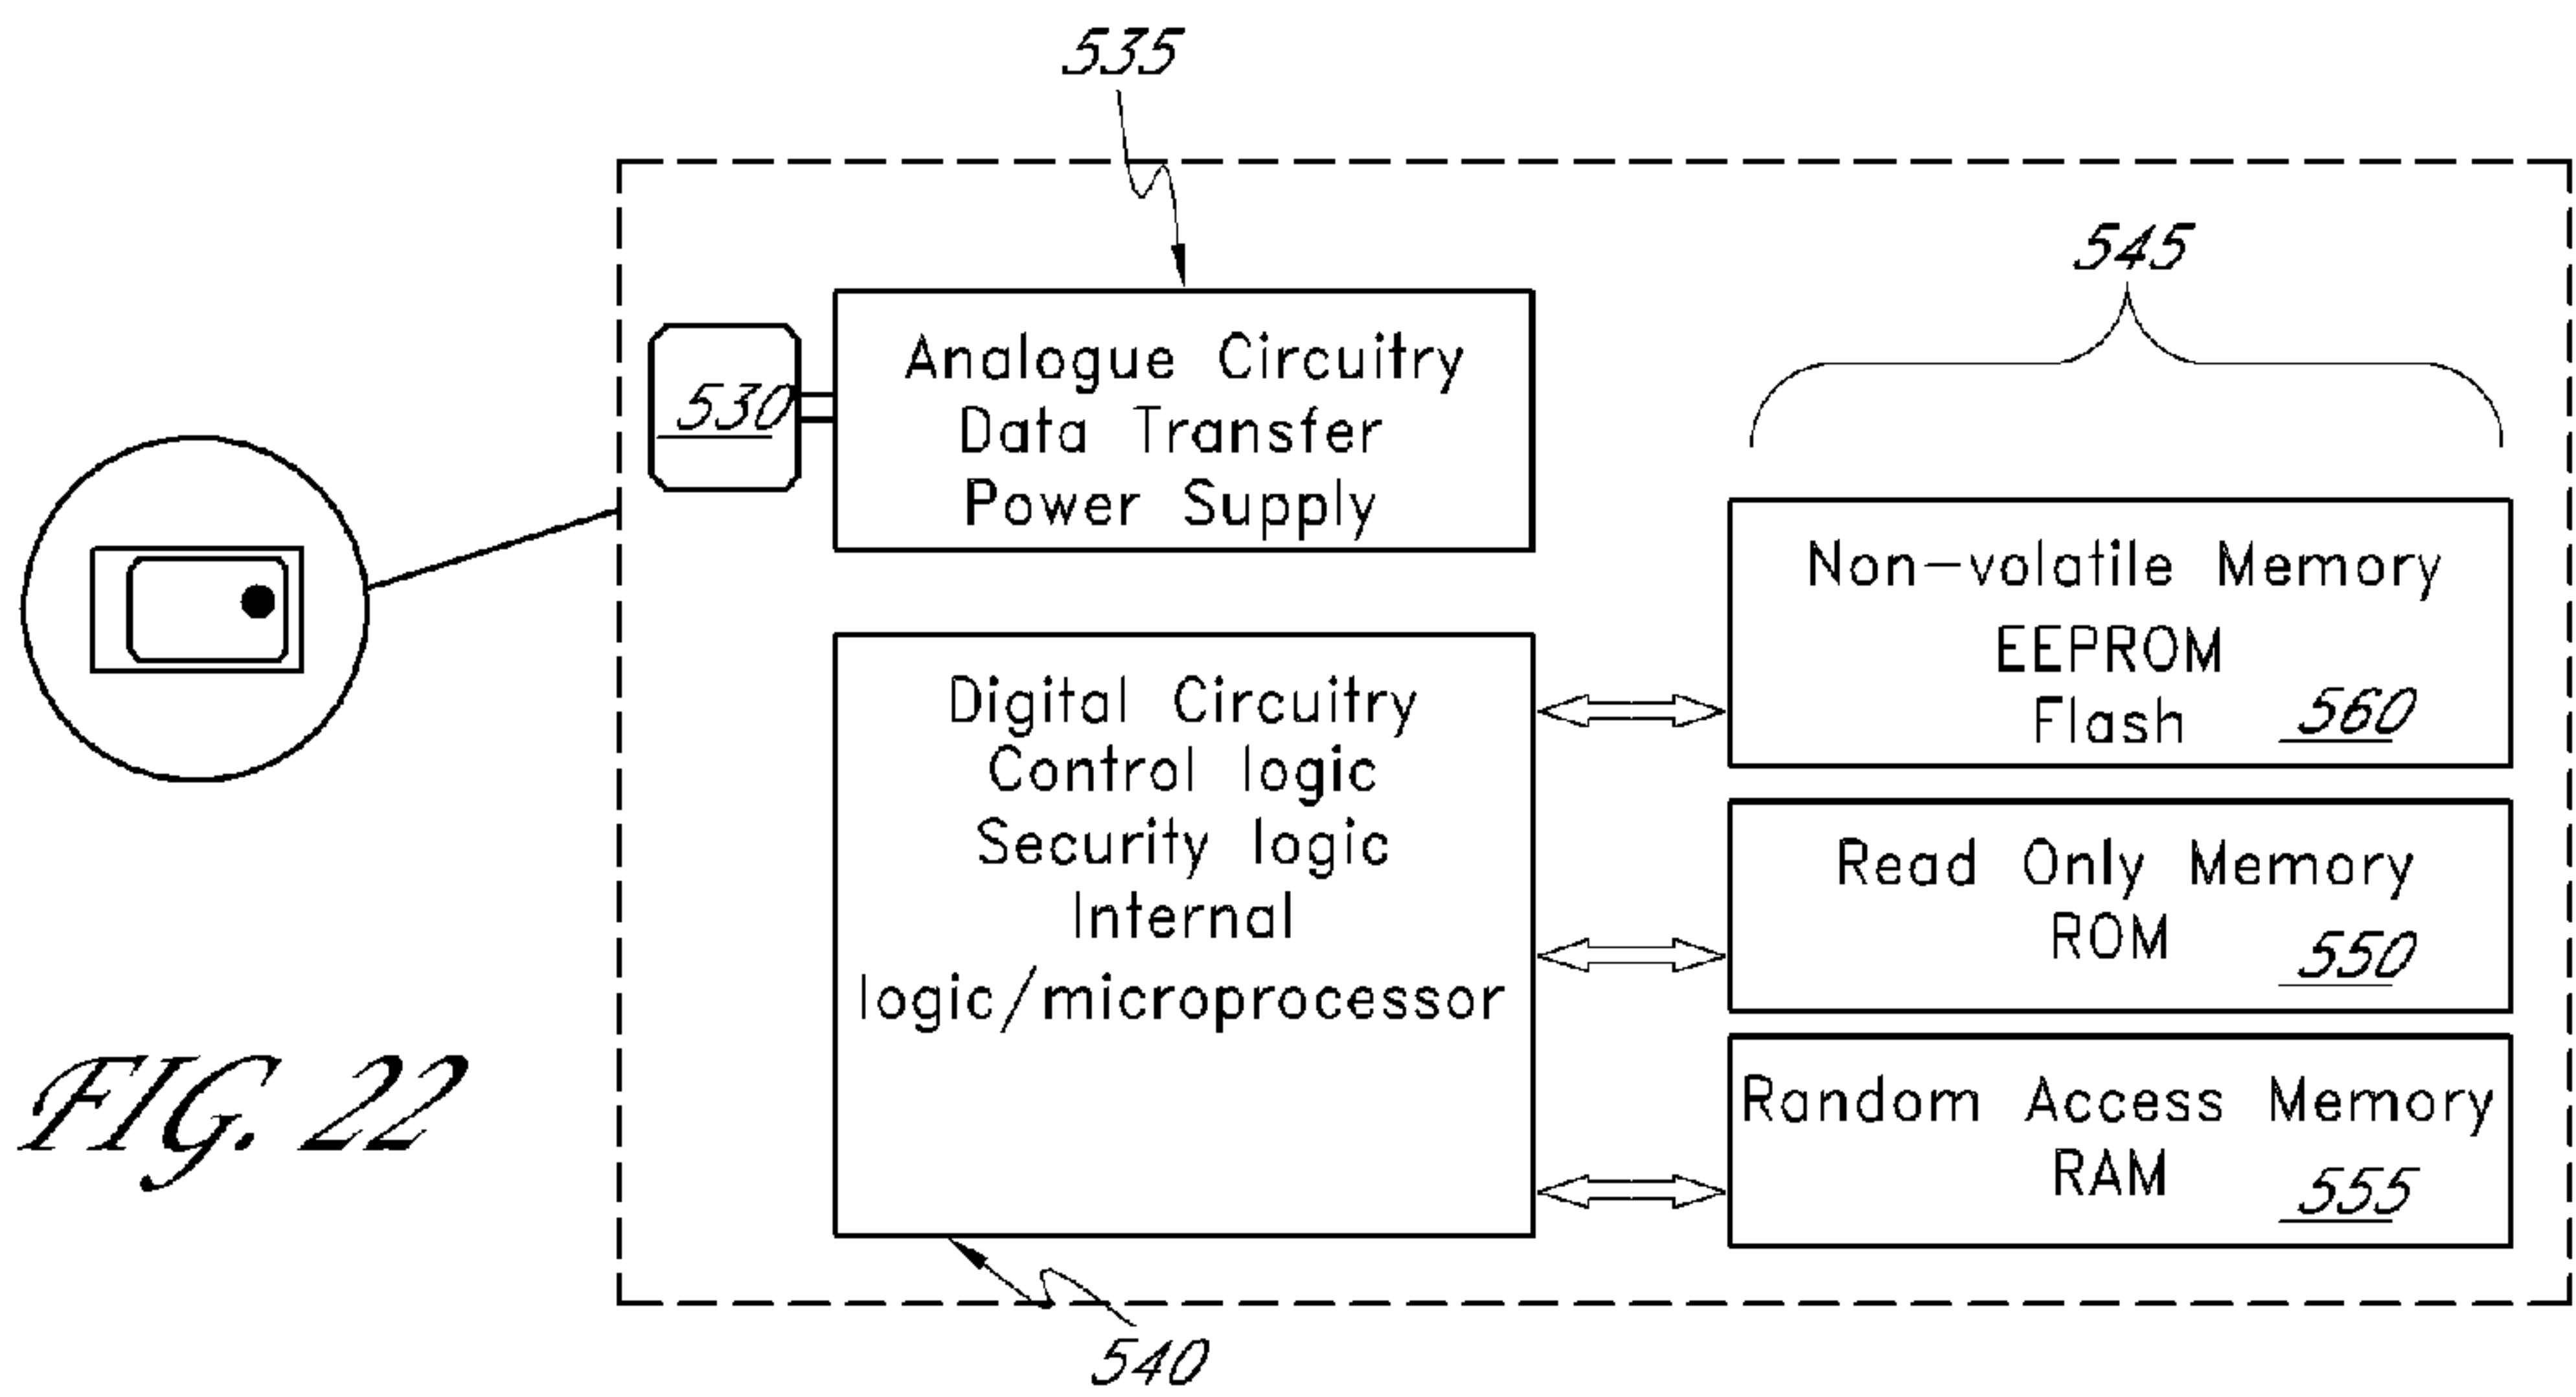 535
545
530
Analogue Circuitry
Data Transfer
Power Supply
Non-volatile Memory
EEPROM
Flash 560
Digital Circuitry
Control logic
Security logic
Internal
logic/microprocessor
Read Only Memory
ROM 550
Random Access Memory
RAM 555
540
FIG. 22